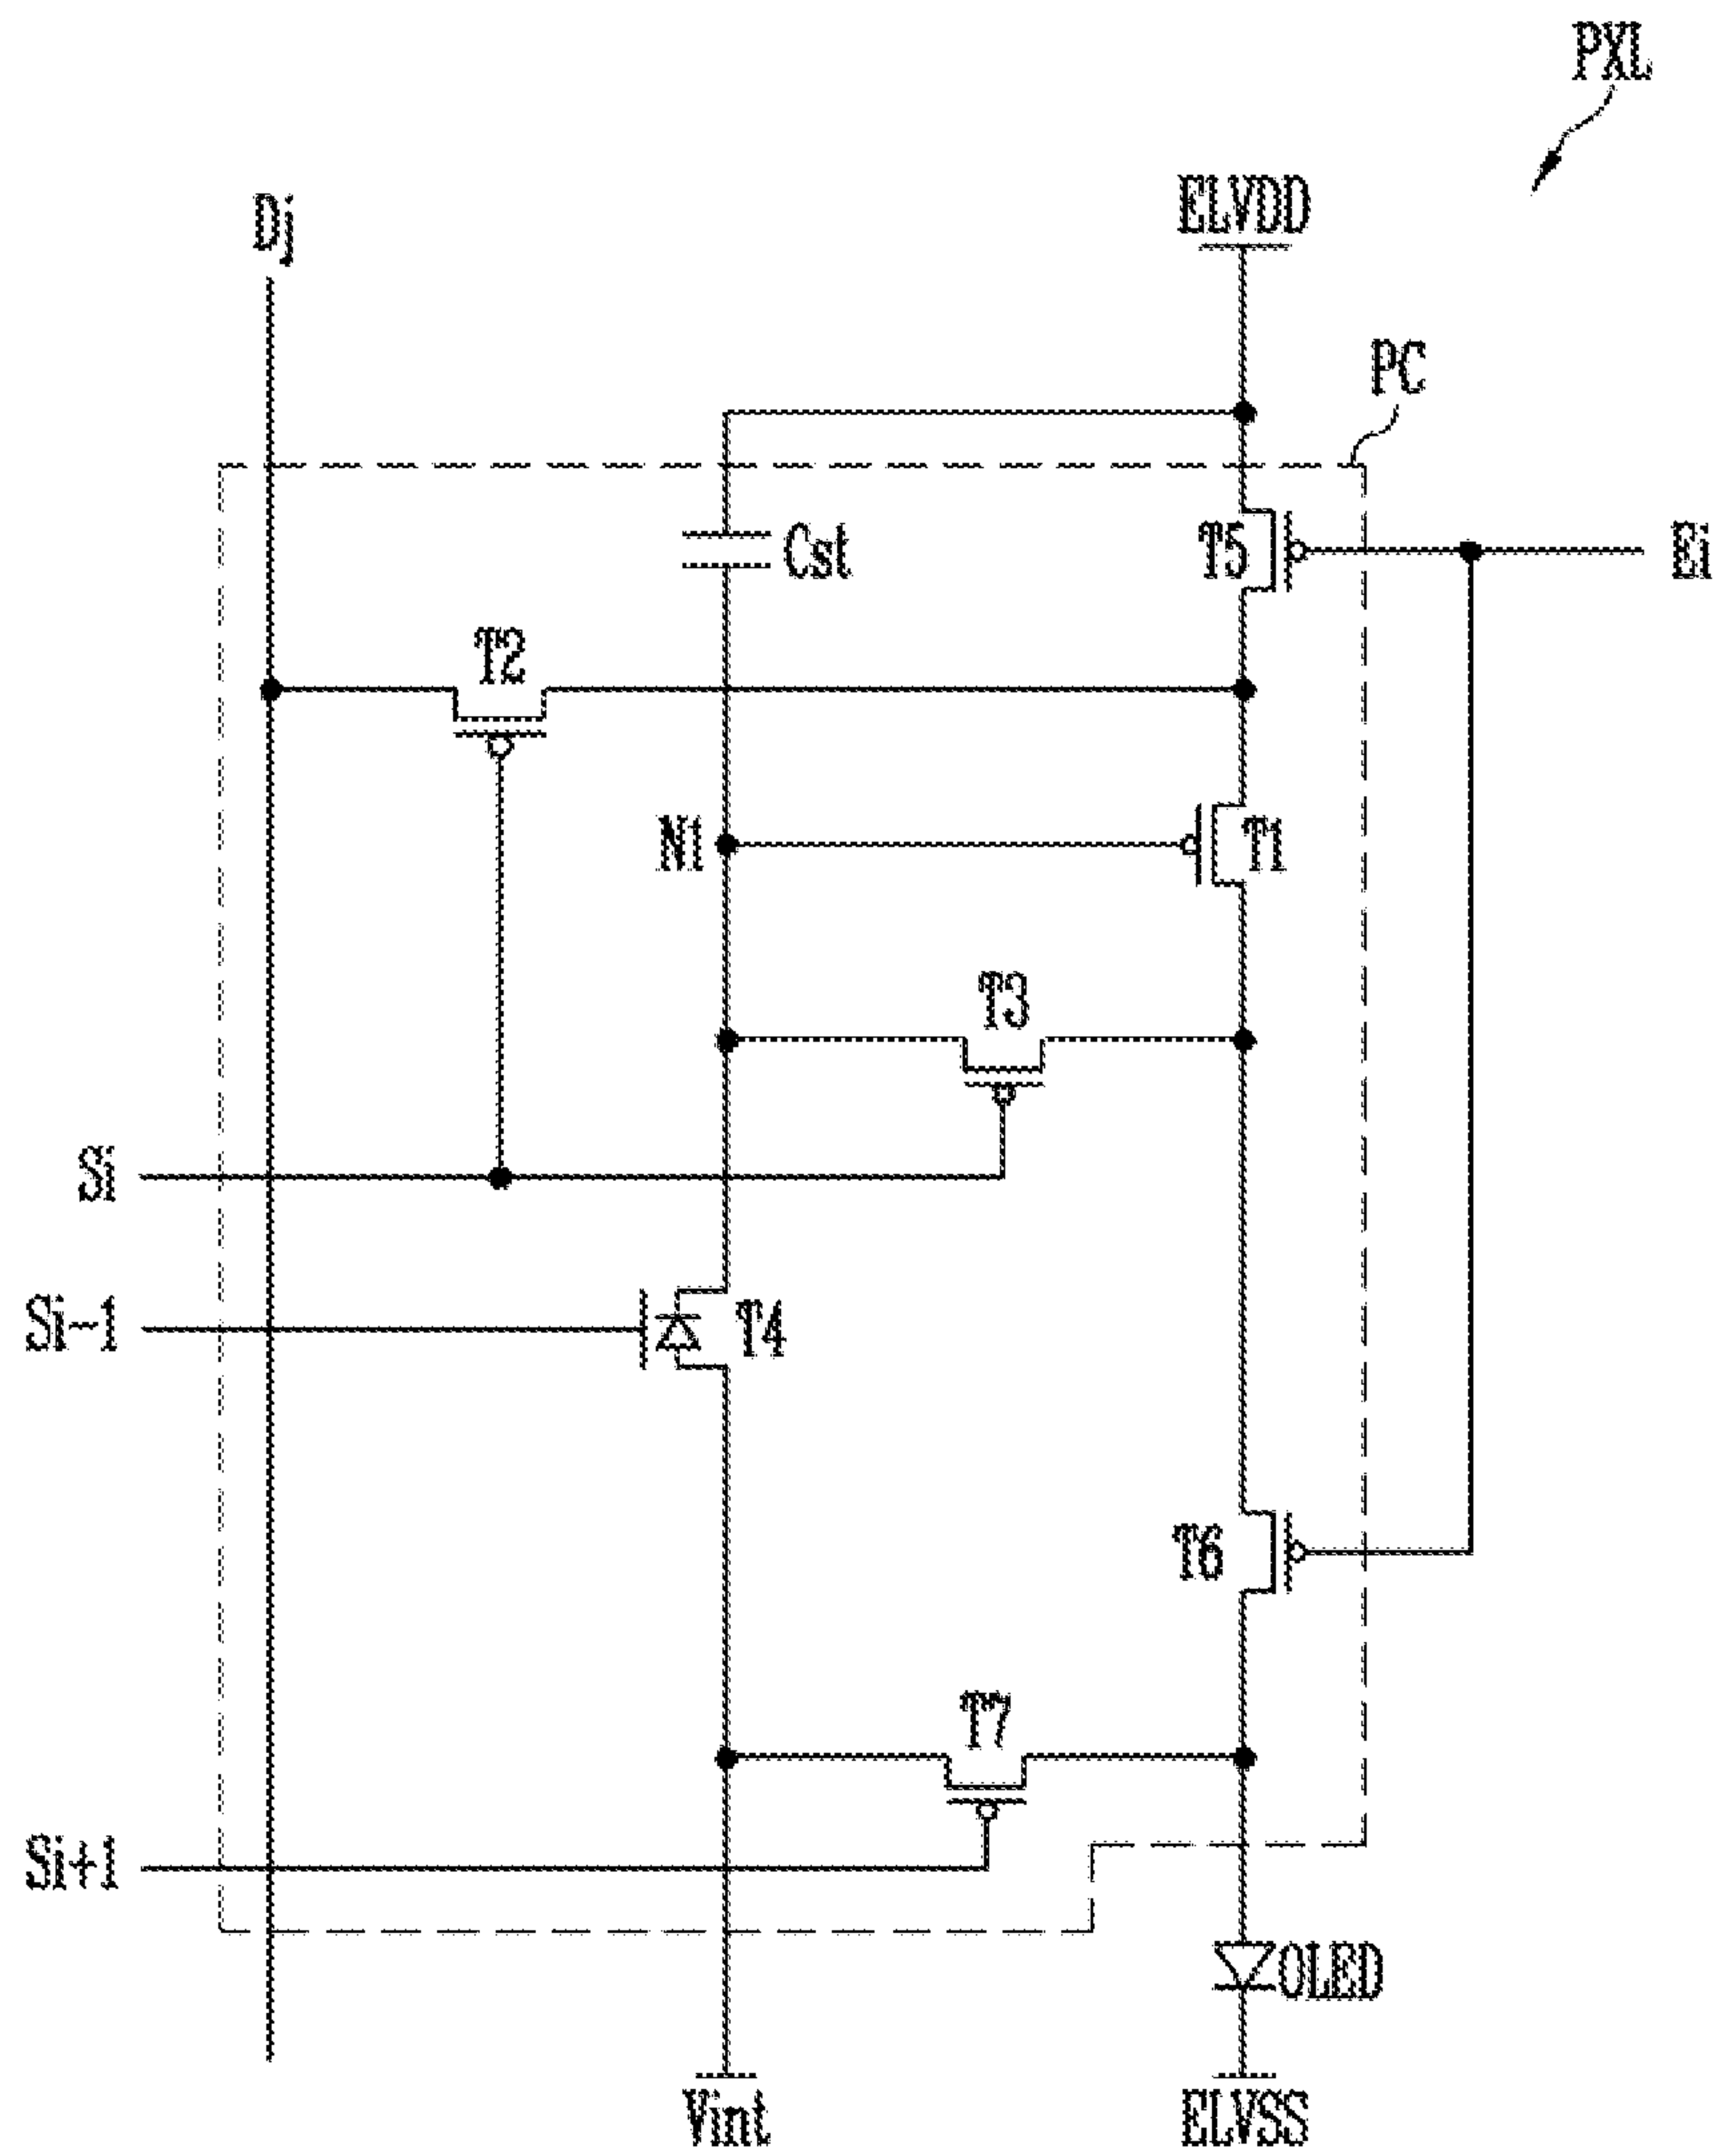 PXL
Dj
ELVDD
PC
Cst
T5
Ei
T2
N1
T1
T3
Si
Si-1
T4
T6
T7
Si+1
OLED
Vint
ELVSS